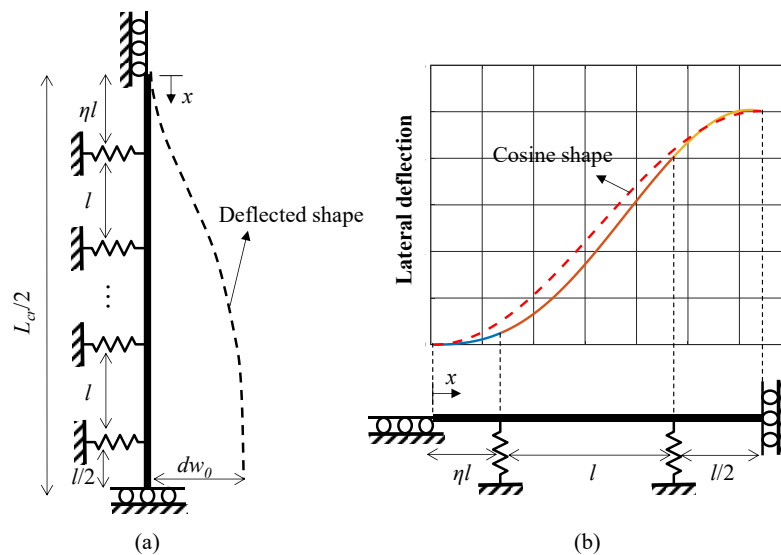 x
ηl
l
Deflected shape
...
L_cr/2
l
l/2
dw_0
(a)
Lateral deflection
Cosine shape
x
ηl
l
l/2
(b)